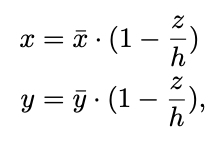 x = x̄ · (1 − z/h)
y = ȳ · (1 − z/h),